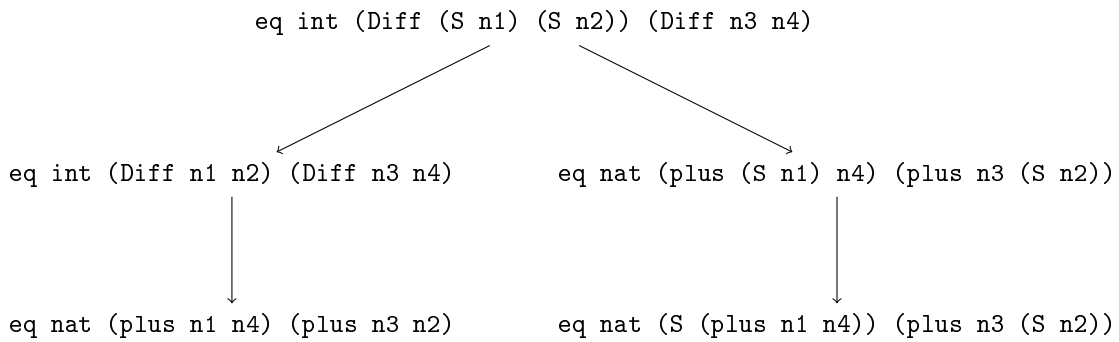 eq int (Diff (S n1) (S n2)) (Diff n3 n4)
eq int (Diff n1 n2) (Diff n3 n4)
eq nat (plus (S n1) n4) (plus n3 (S n2))
eq nat (plus n1 n4) (plus n3 n2)
eq nat (S (plus n1 n4)) (plus n3 (S n2))